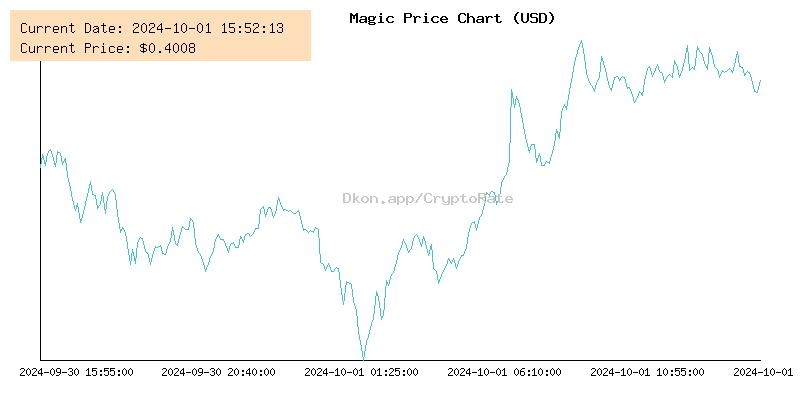 Magic Price Chart (USD)
Current Date: 2024-10-01 15:52:13
Current Price: $0.4008
Dkon.app/CryptoRate
2024-09-30 15:55:00 2024-09-30 20:40:00 2024-10-01 01:25:00 2024-10-01 06:10:00 2024-10-01 10:55:00 2024-10-01